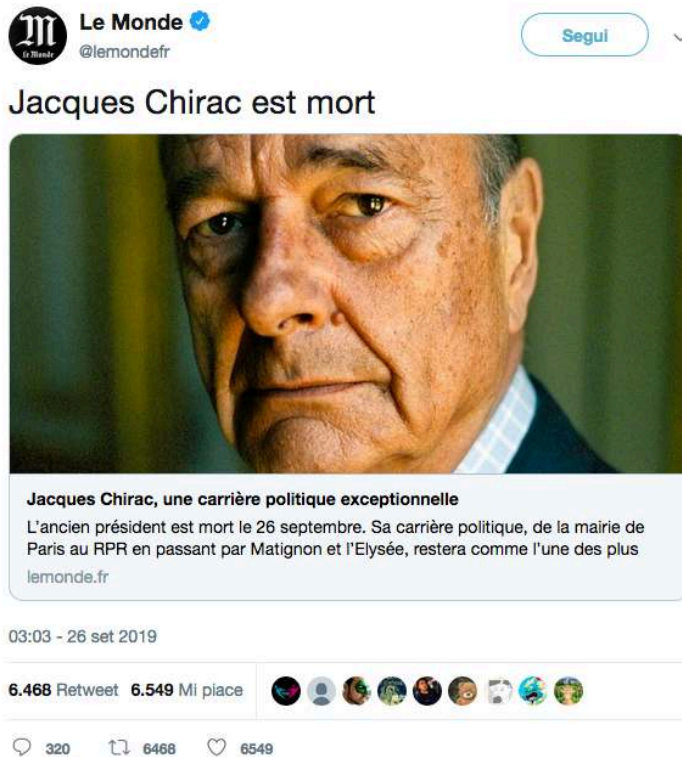 Le Monde
@lemondefr
Segui
Jacques Chirac est mort
Jacques Chirac, une carrière politique exceptionnelle
L'ancien président est mort le 26 septembre. Sa carrière politique, de la mairie de
Paris au RPR en passant par Matignon et l'Elysée, restera comme l'une des plus
lemonde.fr
03:03 - 26 set 2019
6.468 Retweet 6.549 Mi piace
320 6468 6549